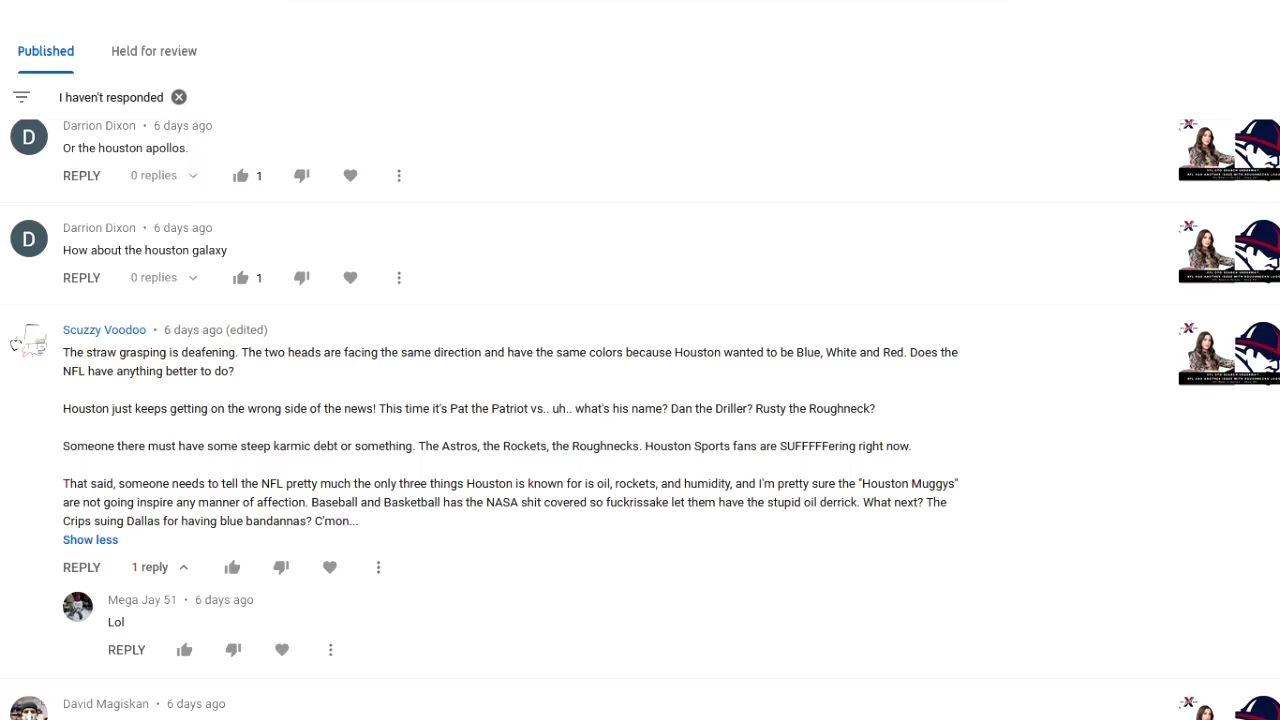 Published
Held for review
I haven't responded
Darrion Dixon • 6 days ago
Or the houston apollos.
REPLY 0 replies 1
D
Darrion Dixon • 6 days ago
How about the houston galaxy
REPLY 0 replies 1
D
Scuzzy Voodoo • 6 days ago (edited)
The straw grasping is deafening. The two heads are facing the same direction and have the same colors because Houston wanted to be Blue, White and Red. Does the
NFL have anything better to do?
Houston just keeps getting on the wrong side of the news! This time it's Pat the Patriot vs.. uh.. what's his name? Dan the Driller? Rusty the Roughneck?
Someone there must have some steep karmic debt or something. The Astros, the Rockets, the Roughnecks. Houston Sports fans are SUFFFFFering right now.
That said, someone needs to tell the NFL pretty much the only three things Houston is known for is oil, rockets, and humidity, and I'm pretty sure the "Houston Muggys"
are not going inspire any manner of affection. Baseball and Basketball has the NASA shit covered so fuckrissake let them have the stupid oil derrick. What next? The
Crips suing Dallas for having blue bandannas? C'mon...
Show less
REPLY 1 reply
Mega Jay 51 • 6 days ago
Lol
REPLY
David Magiskan • 6 days ago